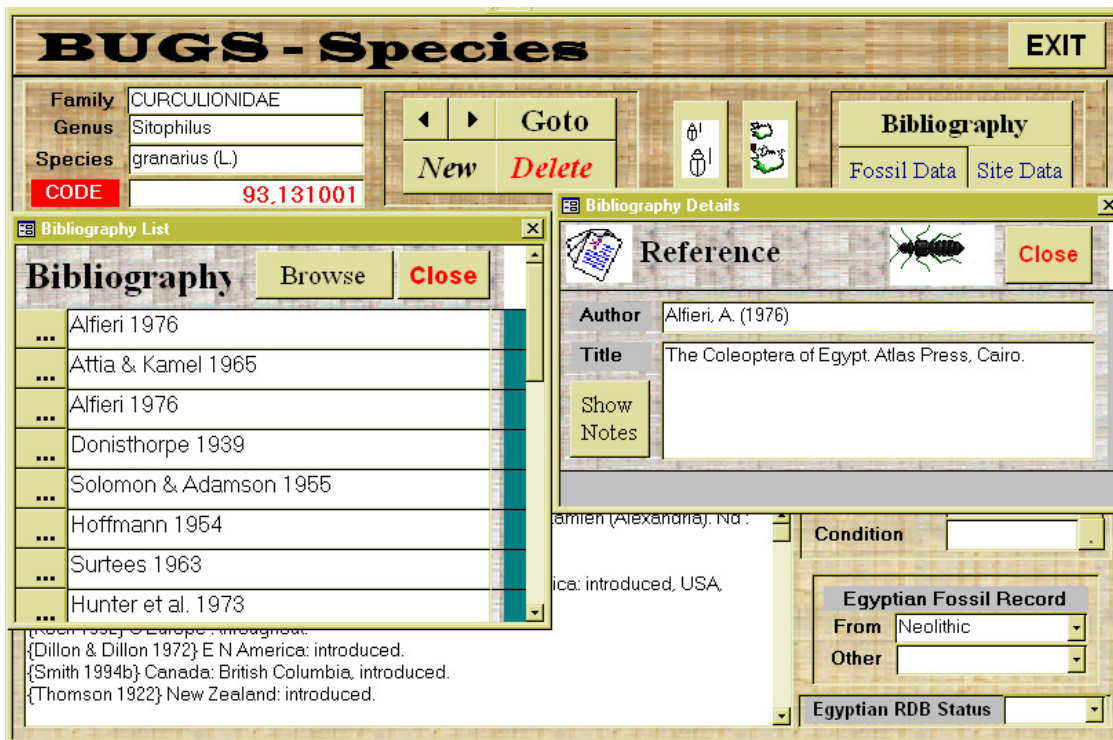 BUGS - Species
EXIT
Family CURCULIONIDAE
Genus Sitophilus
Species granarius (L.)
CODE 93,131001
Goto
New Delete
Bibliography
Fossil Data Site Data
Bibliography List
Bibliography Browse Close
... Alfieri 1976
... Attia & Kamel 1965
... Alfieri 1976
... Donisthorpe 1939
... Solomon & Adamson 1955
... Hoffmann 1954
... Surtees 1963
... Hunter et al. 1973
Bibliography Details
Reference Close
Author Alfieri, A. (1976)
Title The Coleoptera of Egypt. Atlas Press, Cairo.
Show
Notes
(Alexandria). Nd :
ica: introduced, USA,
{Dillon & Dillon 1972} E N America: introduced.
{Smith 1994b} Canada: British Columbia, introduced.
{Thomson 1922} New Zealand: introduced.
Condition .
Egyptian Fossil Record
From Neolithic
Other
Egyptian RDB Status